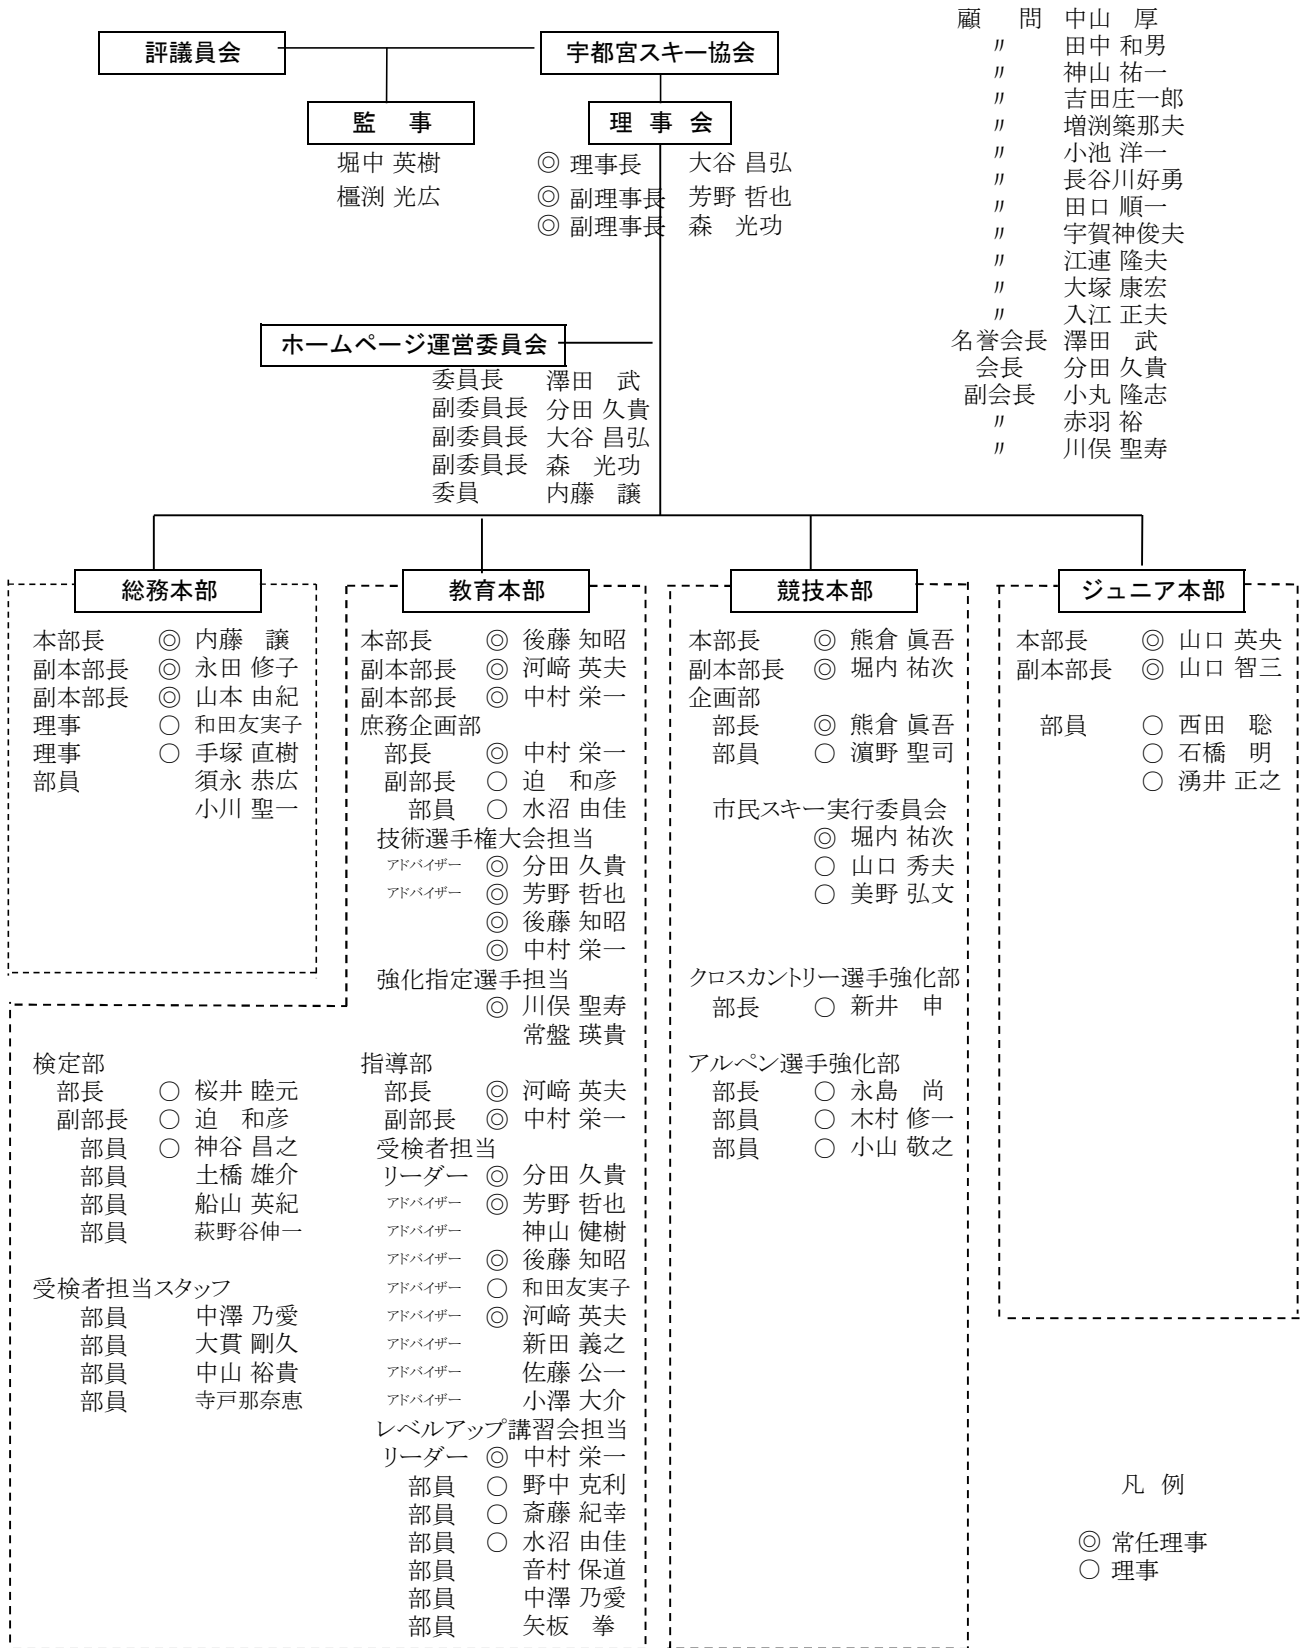 評議員会
宇都宮スキー協会
監　事
堀中 英樹
橿渕 光広
理 事 会
◎ 理事長 大谷 昌弘
◎ 副理事長 芳野 哲也
◎ 副理事長 森　光功
顧　問 中山　厚
〃 田中 和男
〃 神山 祐一
〃 吉田庄一郎
〃 増渕築那夫
〃 小池 洋一
〃 長谷川好勇
〃 田口 順一
〃 宇賀神俊夫
〃 江連 隆夫
〃 大塚 康宏
〃 入江 正夫
名誉会長 澤田　武
会長 分田 久貴
副会長 小丸 隆志
〃 赤羽 裕
〃 川俣 聖寿
ホームページ運営委員会
委員長 澤田　武
副委員長 分田 久貴
副委員長 大谷 昌弘
副委員長 森　光功
委員 内藤　譲
総務本部
本部長 ◎ 内藤　譲
副本部長 ◎ 永田 修子
副本部長 ◎ 山本 由紀
理事 ○ 和田友実子
理事 ○ 手塚 直樹
部員 須永 恭広
小川 聖一
教育本部
本部長 ◎ 後藤 知昭
副本部長 ◎ 河﨑 英夫
副本部長 ◎ 中村 栄一
庶務企画部
部長 ◎ 中村 栄一
副部長 ○ 迫　和彦
部員 ○ 水沼 由佳
技術選手権大会担当
アドバイザー ◎ 分田 久貴
アドバイザー ◎ 芳野 哲也
◎ 後藤 知昭
◎ 中村 栄一
強化指定選手担当
◎ 川俣 聖寿
常盤 瑛貴
検定部
部長 ○ 桜井 睦元
副部長 ○ 迫　和彦
部員 ○ 神谷 昌之
部員 土橋 雄介
部員 船山 英紀
部員 萩野谷伸一
受検者担当スタッフ
部員 中澤 乃愛
部員 大貫 剛久
部員 中山 裕貴
部員 寺戸那奈恵
指導部
部長 ◎ 河﨑 英夫
副部長 ◎ 中村 栄一
受検者担当
リーダー ◎ 分田 久貴
アドバイザー ◎ 芳野 哲也
アドバイザー 神山 健樹
アドバイザー ◎ 後藤 知昭
アドバイザー ○ 和田友実子
アドバイザー ◎ 河﨑 英夫
アドバイザー 新田 義之
アドバイザー 佐藤 公一
アドバイザー 小澤 大介
レベルアップ講習会担当
リーダー ◎ 中村 栄一
部員 ○ 野中 克利
部員 ○ 斎藤 紀幸
部員 ○ 水沼 由佳
部員 音村 保道
部員 中澤 乃愛
部員 矢板　拳
競技本部
本部長 ◎ 熊倉 眞吾
副本部長 ◎ 堀内 祐次
企画部
部長 ◎ 熊倉 眞吾
部員 ○ 濵野 聖司
市民スキー実行委員会
◎ 堀内 祐次
○ 山口 秀夫
○ 美野 弘文
クロスカントリー選手強化部
部長 ○ 新井　申
アルペン選手強化部
部長 ○ 永島　尚
部員 ○ 木村 修一
部員 ○ 小山 敬之
ジュニア本部
本部長 ◎ 山口 英央
副本部長 ◎ 山口 智三
部員 ○ 西田　聡
○ 石橋　明
○ 湧井 正之
凡 例
◎ 常任理事
○ 理事